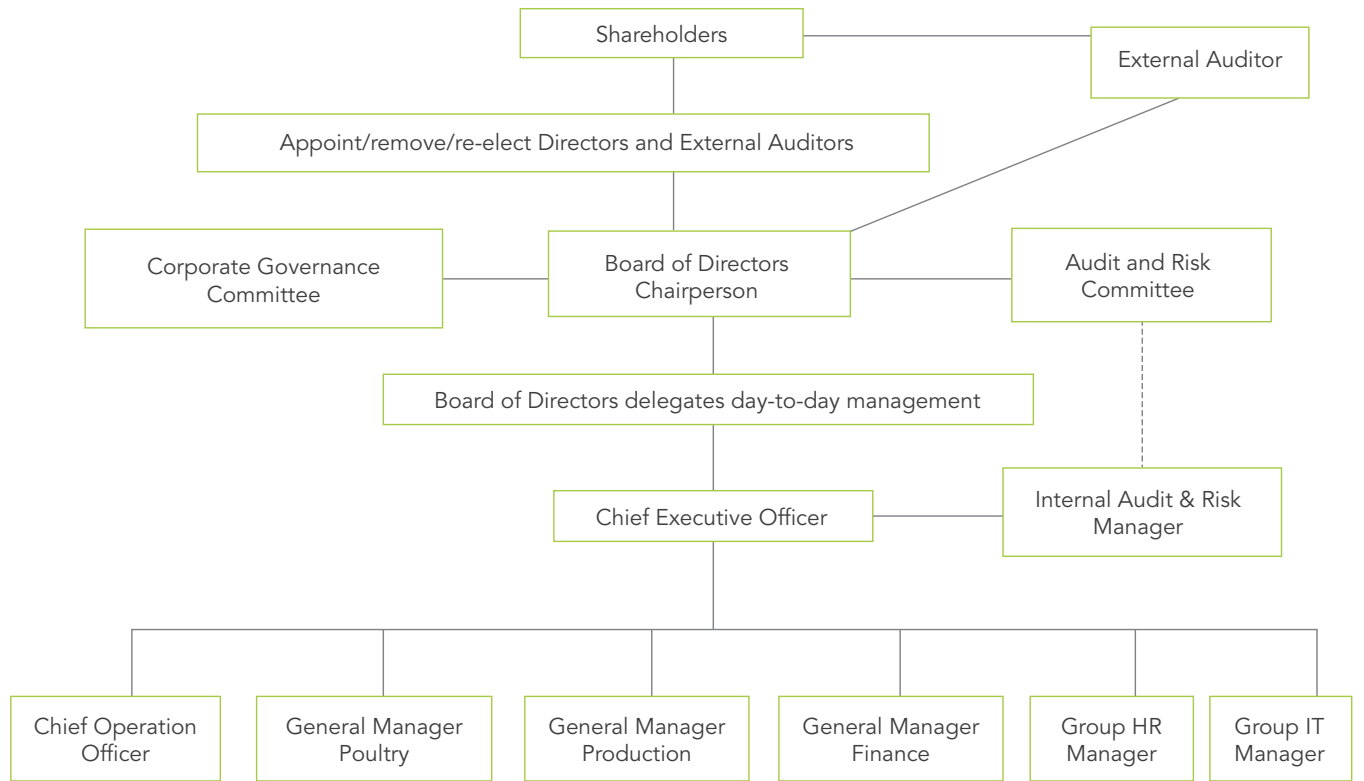 Shareholders
External Auditor
Appoint/remove/re-elect Directors and External Auditors
Corporate Governance
Committee
Board of Directors
Chairperson
Audit and Risk
Committee
Board of Directors delegates day-to-day management
Chief Executive Officer
Internal Audit & Risk
Manager
Chief Operation
Officer
General Manager
Poultry
General Manager
Production
General Manager
Finance
Group HR
Manager
Group IT
Manager